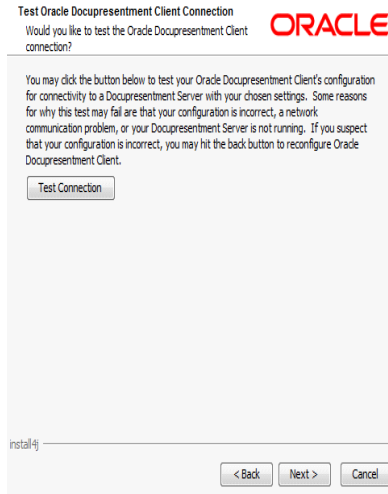 Test Oracle Docupresentment Client Connection
Would you like to test the Oracle Docupresentment Client
connection?
ORACLE
You may click the button below to test your Oracle Docupresentment Client's configuration
for connectivity to a Docupresentment Server with your chosen settings. Some reasons
for why this test may fail are that your configuration is incorrect, a network
communication problem, or your Docupresentment Server is not running. If you suspect
that your configuration is incorrect, you may hit the back button to reconfigure Oracle
Docupresentment Client.
Test Connection
install4j
< Back Next > Cancel